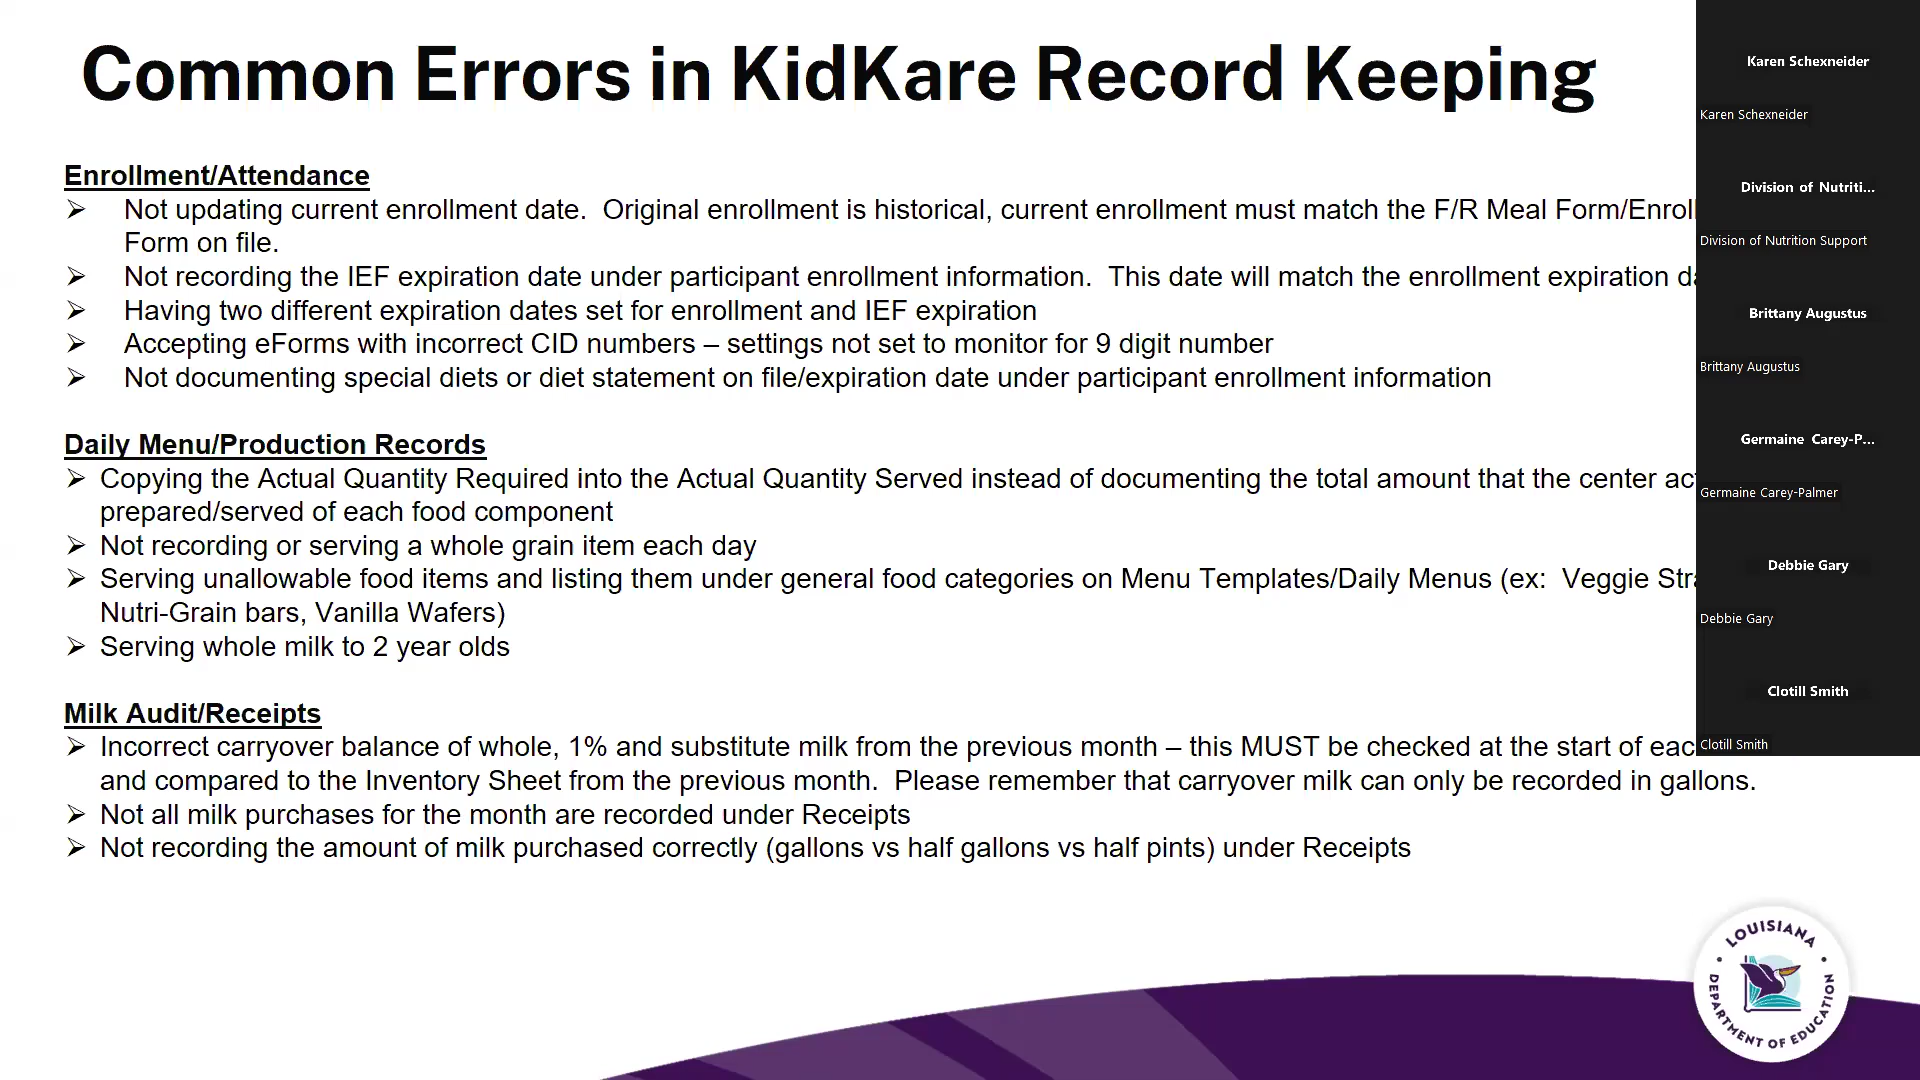 Common Errors in KidKare Record Keeping
Enrollment/Attendance
➢ Not updating current enrollment date. Original enrollment is historical, current enrollment must match the F/R Meal Form/Enrol
Form on file.
➢ Not recording the IEF expiration date under participant enrollment information. This date will match the enrollment expiration
➢ Having two different expiration dates set for enrollment and IEF expiration
➢ Accepting eForms with incorrect CID numbers – settings not set to monitor for 9 digit number
➢ Not documenting special diets or diet statement on file/expiration date under participant enrollment information
Daily Menu/Production Records
➢ Copying the Actual Quantity Required into the Actual Quantity Served instead of documenting the total amount that the center
prepared/served of each food component
➢ Not recording or serving a whole grain item each day
➢ Serving unallowable food items and listing them under general food categories on Menu Templates/Daily Menus (ex: Veggie
Nutri-Grain bars, Vanilla Wafers)
➢ Serving whole milk to 2 year olds
Milk Audit/Receipts
➢ Incorrect carryover balance of whole, 1% and substitute milk from the previous month – this MUST be checked at the start of
and compared to the Inventory Sheet from the previous month. Please remember that carryover milk can only be recorded in gallons.
➢ Not all milk purchases for the month are recorded under Receipts
➢ Not recording the amount of milk purchased correctly (gallons vs half gallons vs half pints) under Receipts
Karen Schexneider
Karen Schexneider
Division of Nutriti...
Division of Nutrition Support
Brittany Augustus
Brittany Augustus
Germaine Carey-P...
Germaine Carey-Palmer
Debbie Gary
Debbie Gary
Clotill Smith
Clotill Smith
LOUISIANA
DEPARTMENT OF EDUCATION